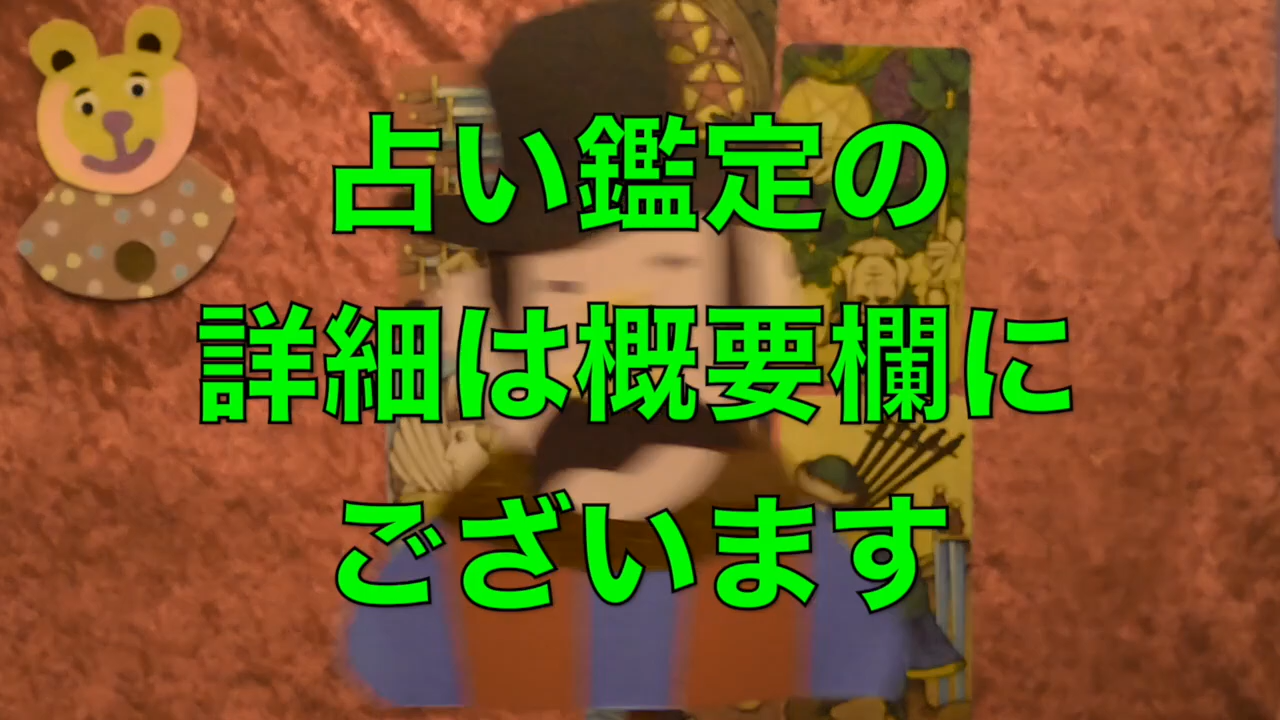 占い鑑定の
詳細は概要欄に
ございます